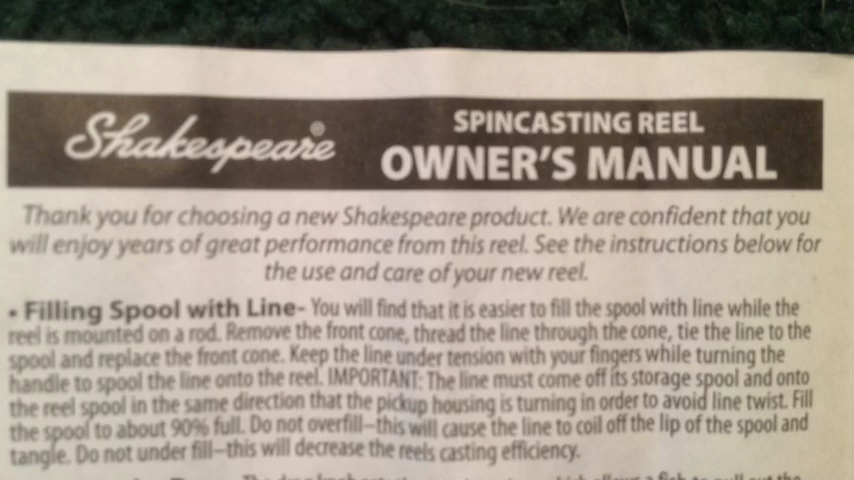 Shakespeare®
SPINCASTING REEL
OWNER'S MANUAL
Thank you for choosing a new Shakespeare product. We are confident that you
will enjoy years of great performance from this reel. See the instructions below for
the use and care of your new reel.
• Filling Spool with Line- You will find that it is easier to fill the spool with line while the
reel is mounted on a rod. Remove the front cone, thread the line through the cone, tie the line to the
spool and replace the front cone. Keep the line under tension with your fingers while turning the
handle to spool the line onto the reel. IMPORTANT: The line must come off its storage spool and onto
the reel spool in the same direction that the pickup housing is turning in order to avoid line twist. Fill
the spool to about 90% full. Do not overfill–this will cause the line to coil off the lip of the spool and
tangle. Do not under fill–this will decrease the reels casting efficiency.